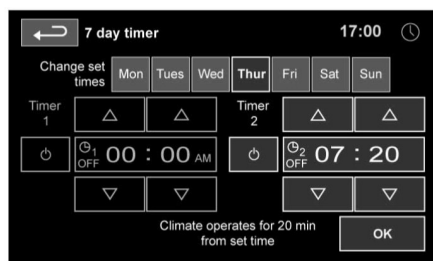 7 day timer 17:00
Change set times Mon Tues Wed Thur Fri Sat Sun
Timer 1
Timer 2
1 OFF 00 : 00 AM
2 OFF 07 : 20
Climate operates for 20 min
from set time
OK